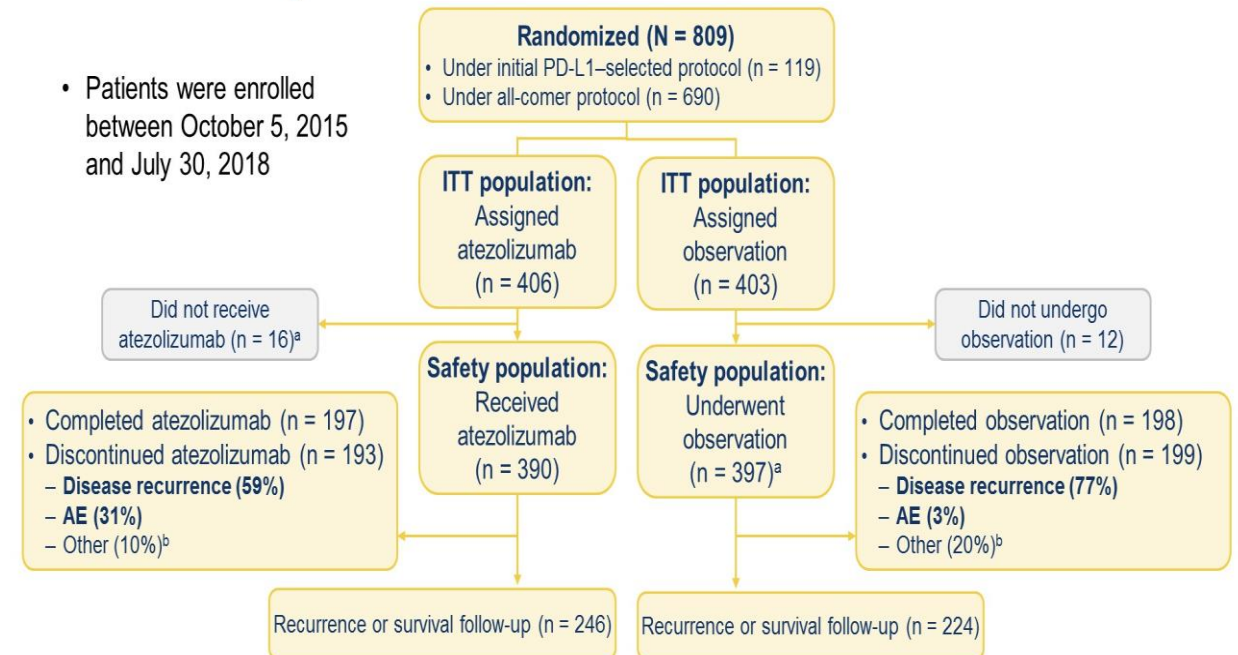 Randomized (N = 809)
• Under initial PD-L1–selected protocol (n = 119)
• Under all-comer protocol (n = 690)
• Patients were enrolled
between October 5, 2015
and July 30, 2018
ITT population:
Assigned
atezolizumab
(n = 406)
ITT population:
Assigned
observation
(n = 403)
Did not receive
atezolizumab (n = 16)ᵃ
Did not undergo
observation (n = 12)
Safety population:
Received
atezolizumab
(n = 390)
Safety population:
Underwent
observation
(n = 397)ᵃ
• Completed atezolizumab (n = 197)
• Discontinued atezolizumab (n = 193)
– Disease recurrence (59%)
– AE (31%)
– Other (10%)ᵇ
• Completed observation (n = 198)
• Discontinued observation (n = 199)
– Disease recurrence (77%)
– AE (3%)
– Other (20%)ᵇ
Recurrence or survival follow-up (n = 246)
Recurrence or survival follow-up (n = 224)